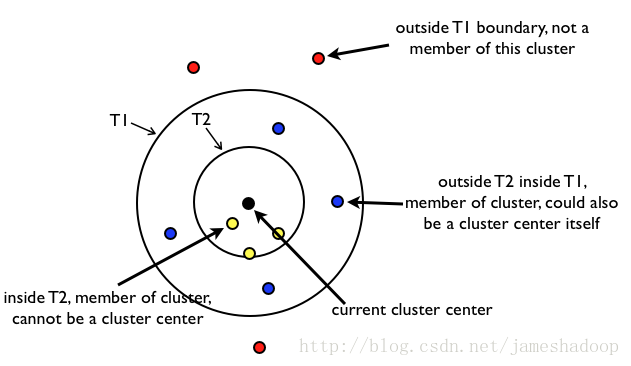 outside T1 boundary, not a
member of this cluster
T1
T2
outside T2 inside T1,
member of cluster, could also
be a cluster center itself
inside T2, member of cluster,
cannot be a cluster center
current cluster center
http://blog.csdn.net/jameshadoop